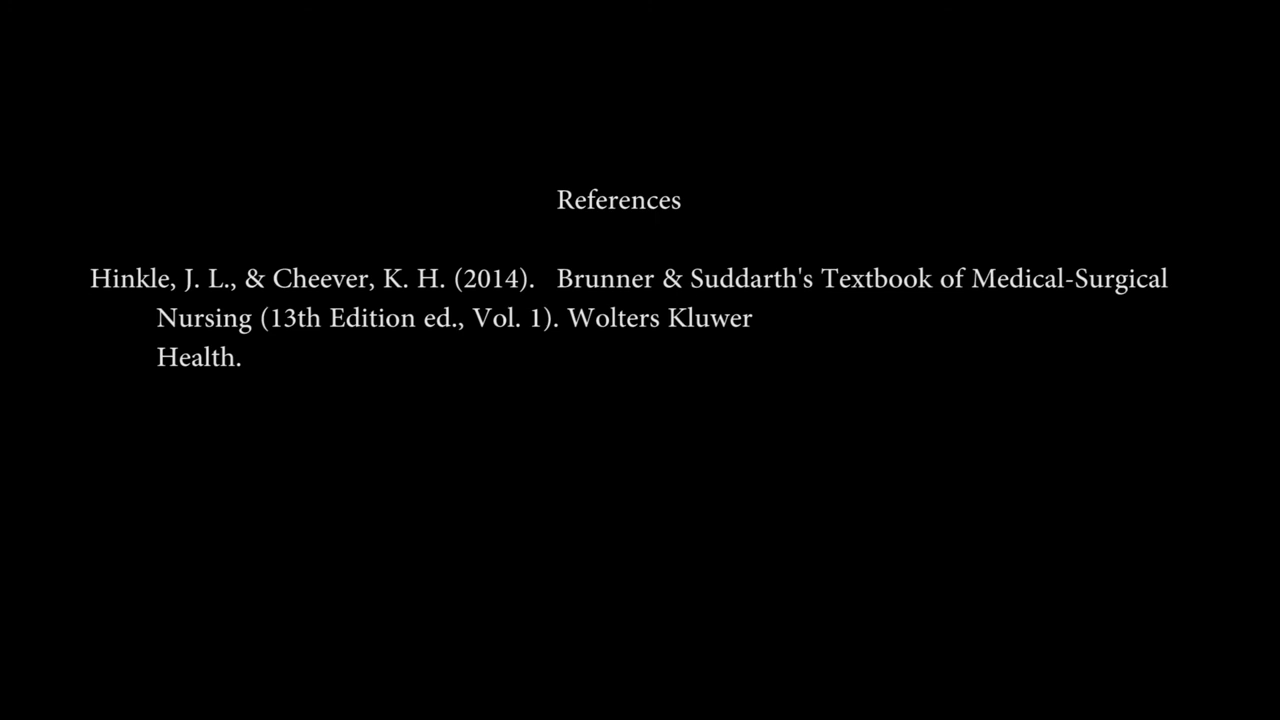 References
Hinkle, J. L., & Cheever, K. H. (2014).   Brunner & Suddarth's Textbook of Medical-Surgical
Nursing (13th Edition ed., Vol. 1). Wolters Kluwer
Health.